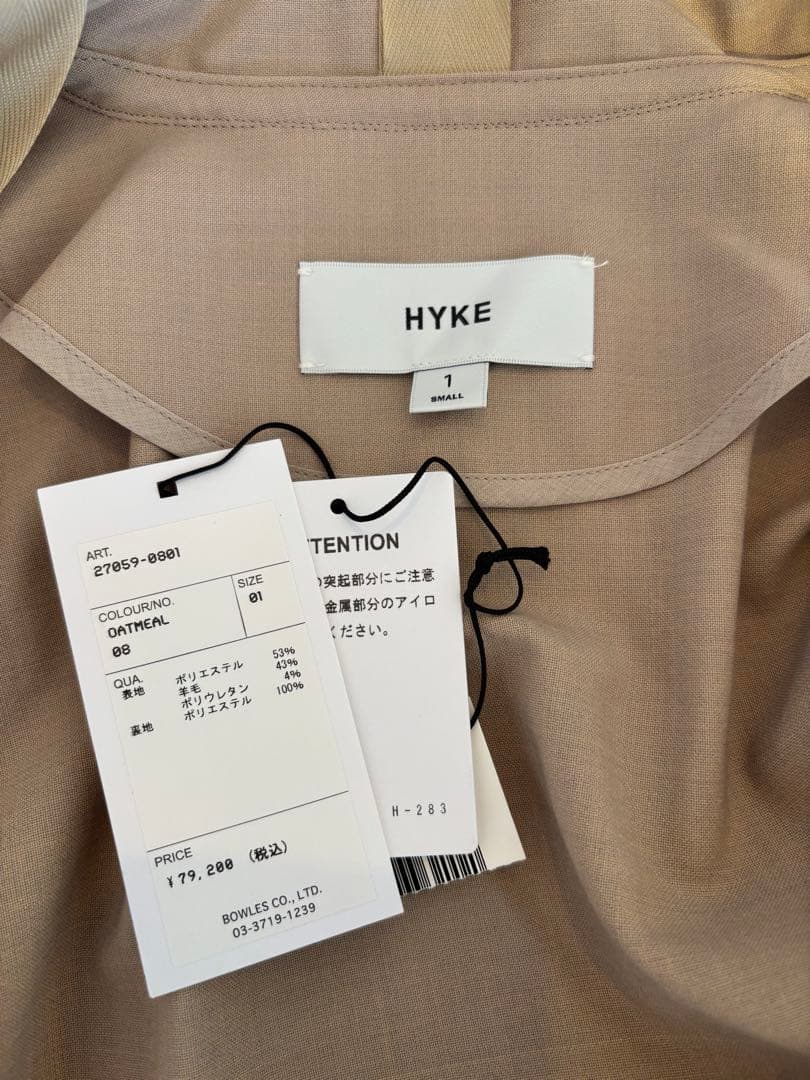 HYKE
1
SMALL
ART.
27059-0801
COLOUR/NO.
OATMEAL
08
SIZE
01
QUA.
表地 ポリエステル 53%
羊毛 43%
ポリウレタン 4%
裏地 ポリエステル 100%
PRICE
¥79,200 (税込)
BOWLES CO., LTD.
03-3719-1239
TENTION
の突起部分にご注意
金属部分のアイロ
ください。
H-283